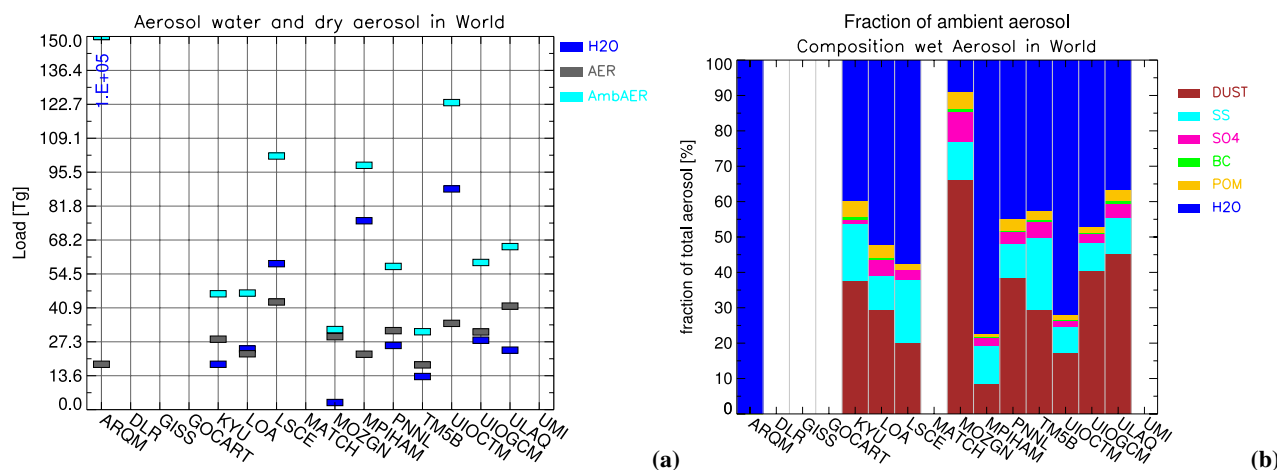 Aerosol water and dry aerosol in World
Load [Tg]
150.0
136.4
122.7
109.1
95.5
81.8
68.2
54.5
40.9
27.3
13.6
0.0
1.E+05
ARQM
DLR
GISS
GOCART
KYU
LOA
LSCE
MATCH
MOZGN
MPIHAM
PNNL
TM5B
UIOCTM
UIOGCM
ULAQ
UMI
H2O
AER
AmbAER
(a)
Fraction of ambient aerosol
Composition wet Aerosol in World
fraction of total aerosol [%]
100
90
80
70
60
50
40
30
20
10
0
ARQM
DLR
GISS
GOCART
KYU
LOA
LSCE
MATCH
MOZGN
MPIHAM
PNNL
TM5B
UIOCTM
UIOGCM
ULAQ
UMI
DUST
SS
SO4
BC
POM
H2O
(b)